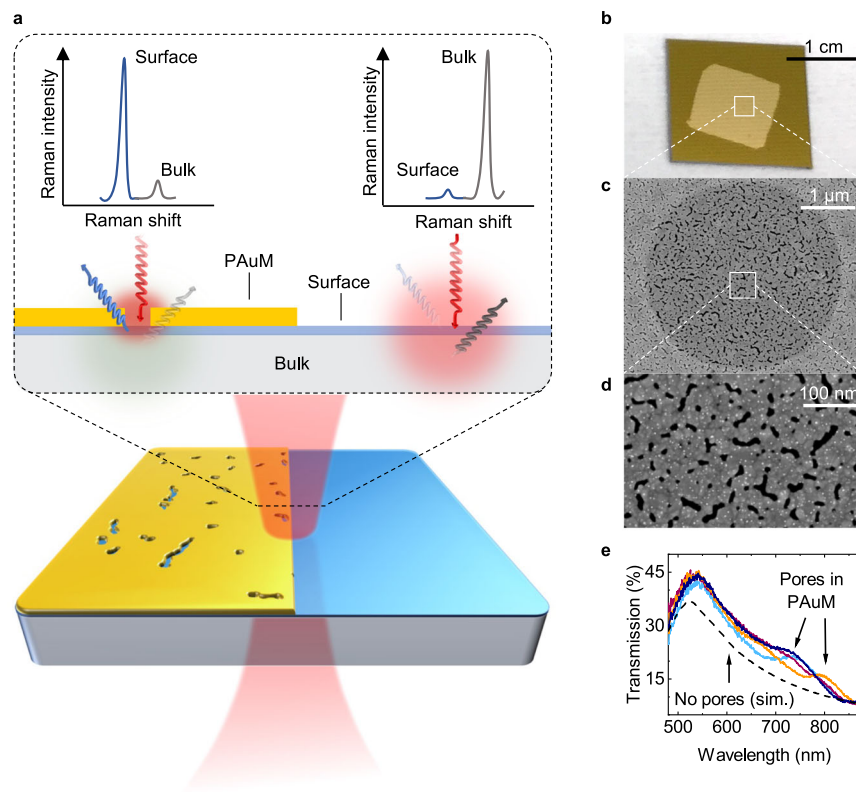 a
Raman intensity
Surface
Bulk
Raman shift
Raman intensity
Bulk
Surface
Raman shift
PAuM
Surface
Bulk
b
1 cm
c
1 µm
d
100 nm
e
Transmission (%)
45
30
15
Pores in
PAuM
No pores (sim.)
500 600 700 800
Wavelength (nm)